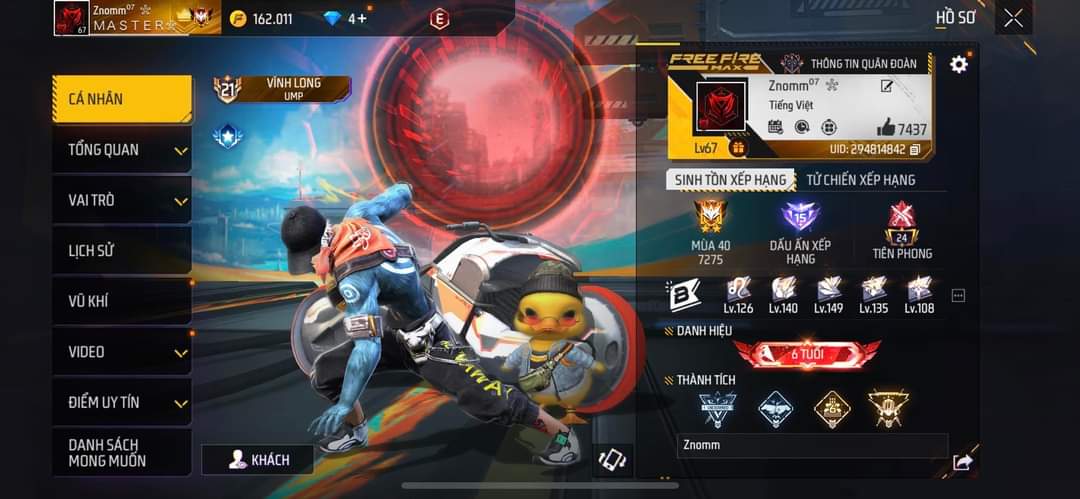 Znomm⁰⁷
67
MASTER
162.011
4+
E
HỒ SƠ
CÁ NHÂN
TỔNG QUAN
VAI TRÒ
LỊCH SỬ
VŨ KHÍ
VIDEO
ĐIỂM UY TÍN
DANH SÁCH
MONG MUỐN
21
VĨNH LONG
UMP
KHÁCH
FREE FIRE
MAX
THÔNG TIN QUÂN ĐOÀN
Znomm⁰⁷
Tiếng Việt
7437
Lv67
UID: 294814842
SINH TỒN XẾP HẠNG
TỬ CHIẾN XẾP HẠNG
MÙA 40
7275
15
DẤU ẤN XẾP
HẠNG
24
TIÊN PHONG
B
Lv.126
Lv.140
Lv.149
Lv.135
Lv.108
DANH HIỆU
6 TUỔI
THÀNH TÍCH
Znomm